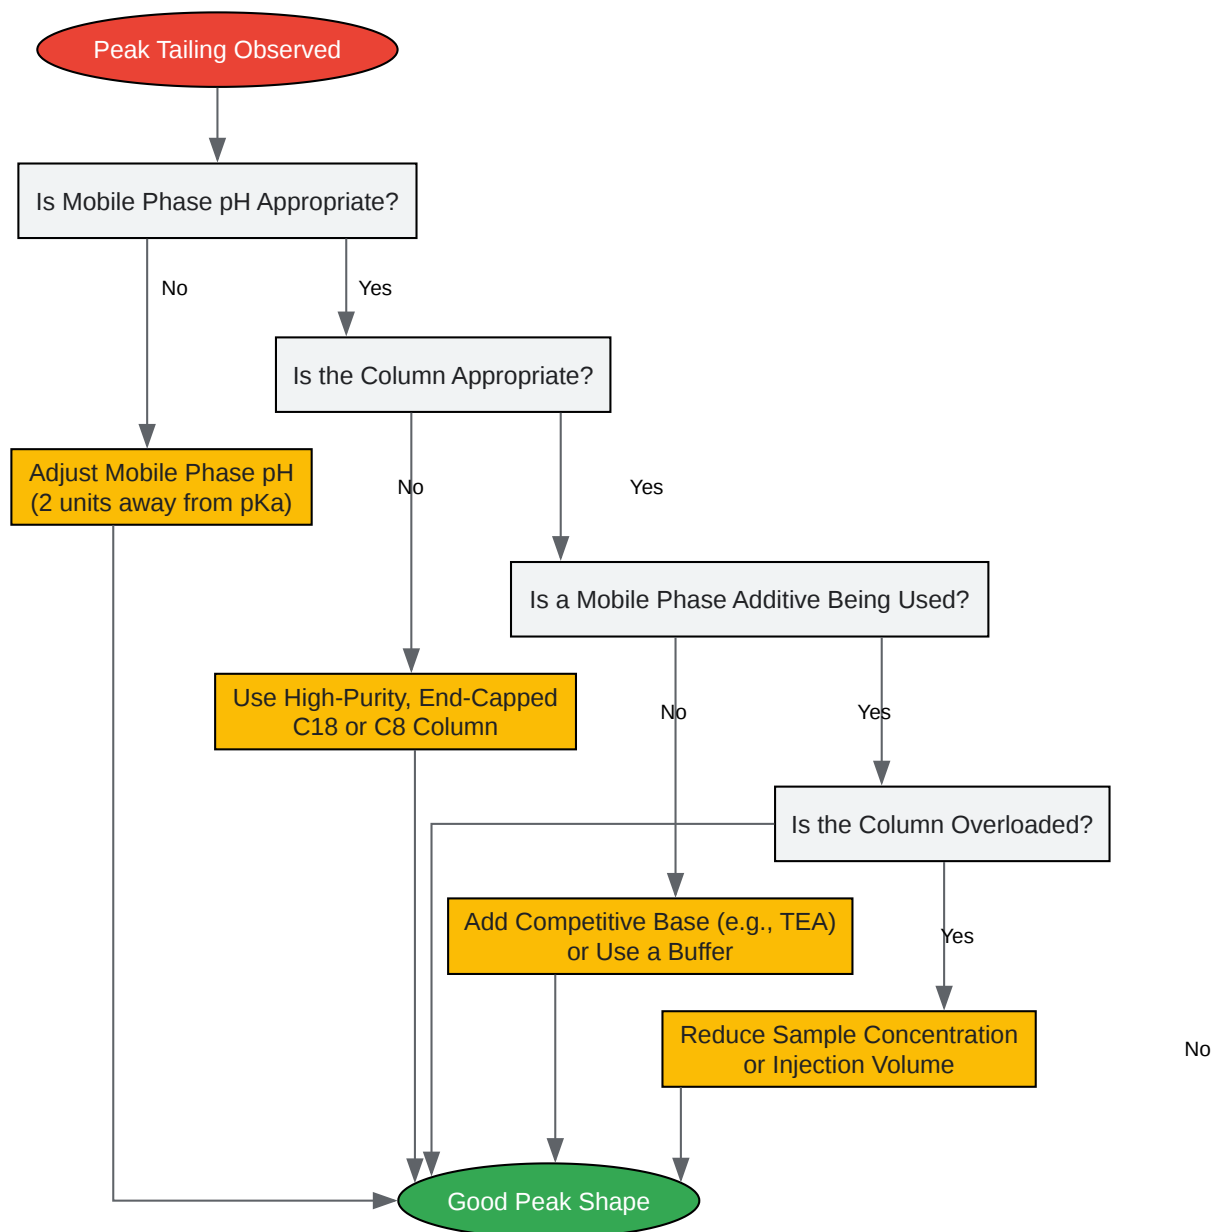 Peak Tailing Observed
Is Mobile Phase pH Appropriate?
No
Yes
Is the Column Appropriate?
Adjust Mobile Phase pH
(2 units away from pKa)
No
Yes
Is a Mobile Phase Additive Being Used?
Use High-Purity, End-Capped
C18 or C8 Column
No
Yes
Is the Column Overloaded?
Add Competitive Base (e.g., TEA)
or Use a Buffer
Yes
Reduce Sample Concentration
or Injection Volume
No
Good Peak Shape